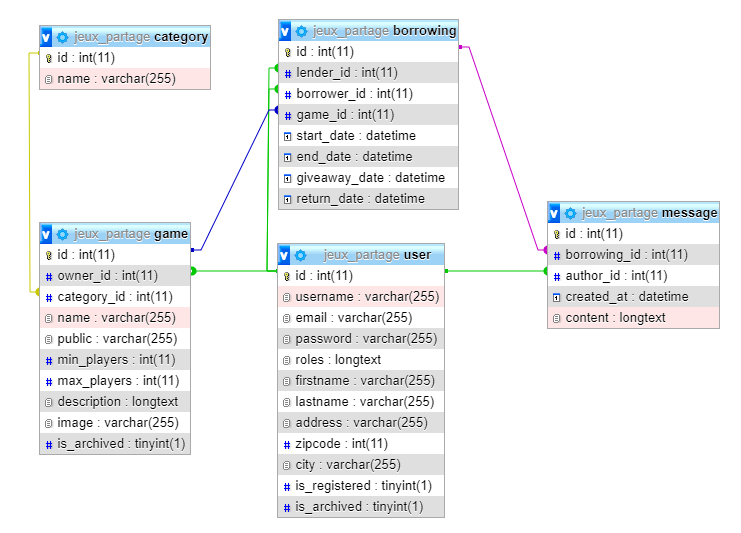 jeux_partage category
id : int(11)
name : varchar(255)
jeux_partage borrowing
id : int(11)
lender_id : int(11)
borrower_id : int(11)
game_id : int(11)
start_date : datetime
end_date : datetime
giveaway_date : datetime
return_date : datetime
jeux_partage game
id : int(11)
owner_id : int(11)
category_id : int(11)
name : varchar(255)
public : varchar(255)
min_players : int(11)
max_players : int(11)
description : longtext
image : varchar(255)
is_archived : tinyint(1)
jeux_partage user
id : int(11)
username : varchar(255)
email : varchar(255)
password : varchar(255)
roles : longtext
firstname : varchar(255)
lastname : varchar(255)
address : varchar(255)
zipcode : int(11)
city : varchar(255)
is_registered : tinyint(1)
is_archived : tinyint(1)
jeux_partage message
id : int(11)
borrowing_id : int(11)
author_id : int(11)
created_at : datetime
content : longtext